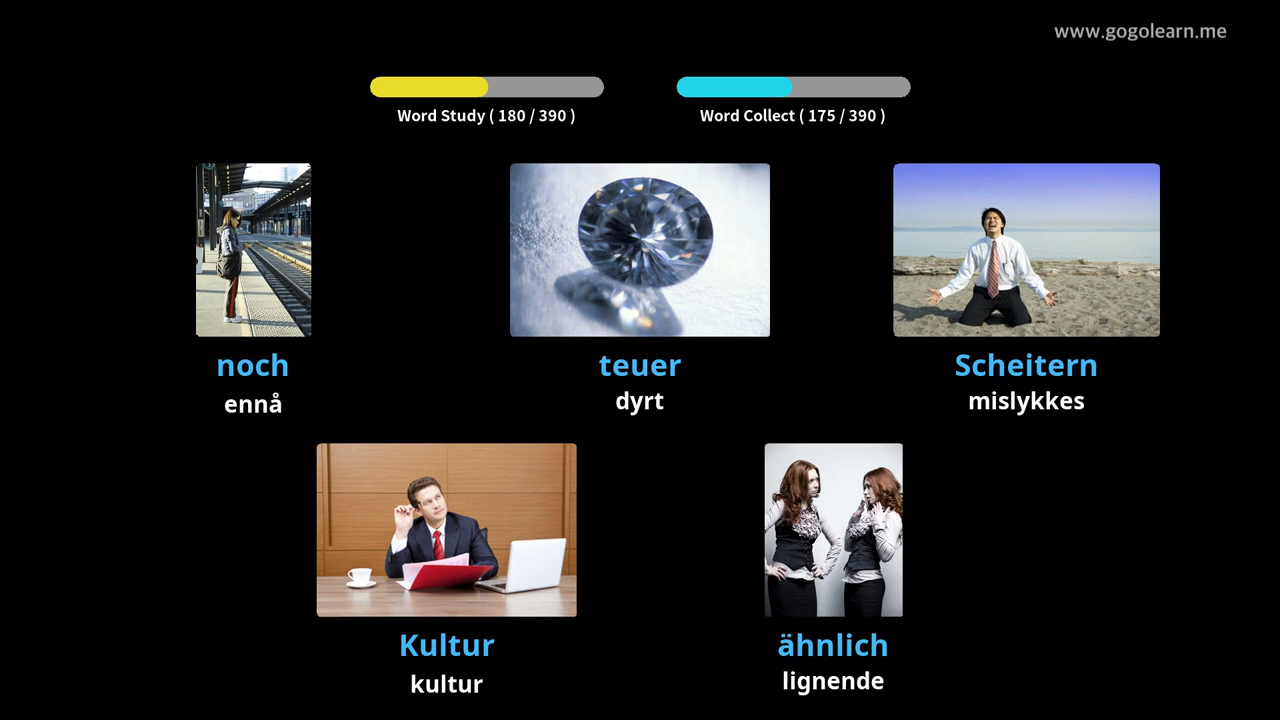 www.gogolearn.me
Word Study ( 180 / 390 )
Word Collect ( 175 / 390 )
noch
ennå
teuer
dyrt
Scheitern
mislykkes
Kultur
kultur
ähnlich
lignende